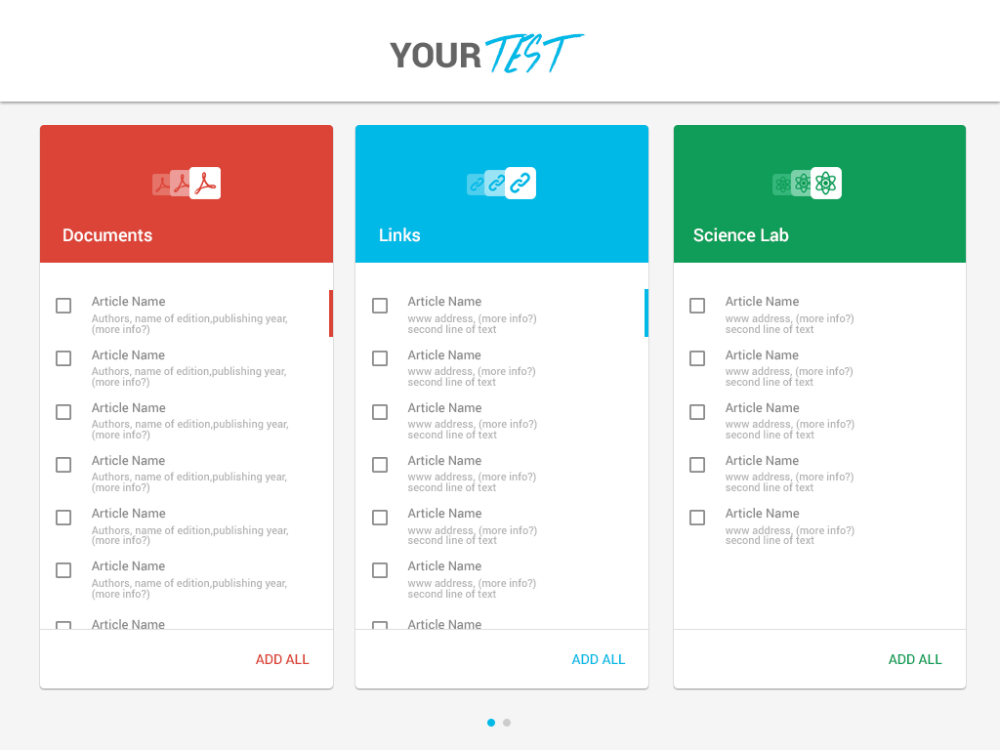 YOUR TEST
Documents
Article Name
Authors, name of edition,publishing year,
(more info?)
Article Name
Authors, name of edition,publishing year,
(more info?)
Article Name
Authors, name of edition,publishing year,
(more info?)
Article Name
Authors, name of edition,publishing year,
(more info?)
Article Name
Authors, name of edition,publishing year,
(more info?)
Article Name
Authors, name of edition,publishing year,
(more info?)
Article Name
ADD ALL
Links
Article Name
www address, (more info?)
second line of text
Article Name
www address, (more info?)
second line of text
Article Name
www address, (more info?)
second line of text
Article Name
www address, (more info?)
second line of text
Article Name
www address, (more info?)
second line of text
Article Name
www address, (more info?)
second line of text
Article Name
ADD ALL
Science Lab
Article Name
www address, (more info?)
second line of text
Article Name
www address, (more info?)
second line of text
Article Name
www address, (more info?)
second line of text
Article Name
www address, (more info?)
second line of text
Article Name
www address, (more info?)
second line of text
ADD ALL